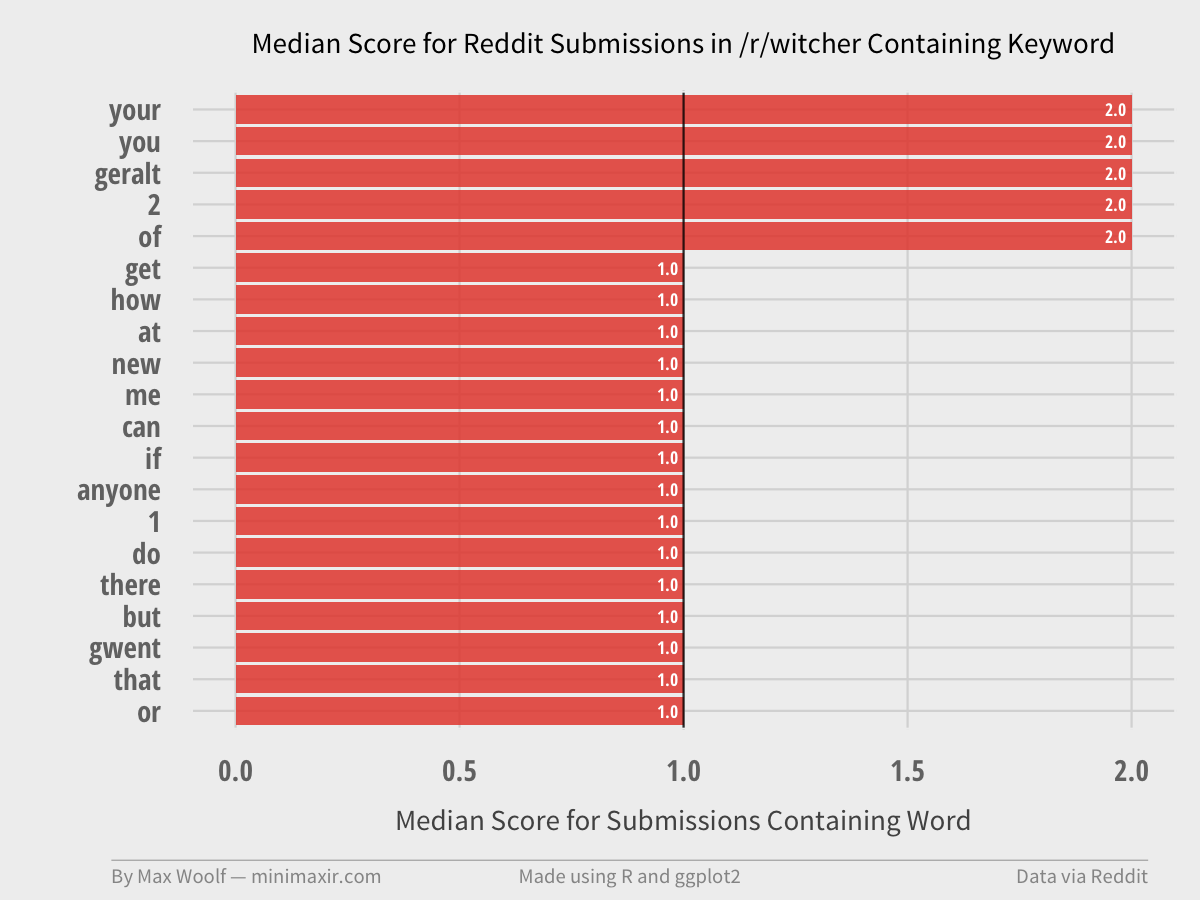 Median Score for Reddit Submissions in /r/witcher Containing Keyword
your 2.0
you 2.0
geralt 2.0
2 2.0
of 2.0
get 1.0
how 1.0
at 1.0
new 1.0
me 1.0
can 1.0
if 1.0
anyone 1.0
1 1.0
do 1.0
there 1.0
but 1.0
gwent 1.0
that 1.0
or 1.0
0.0 0.5 1.0 1.5 2.0
Median Score for Submissions Containing Word
By Max Woolf — minimaxir.com Made using R and ggplot2 Data via Reddit